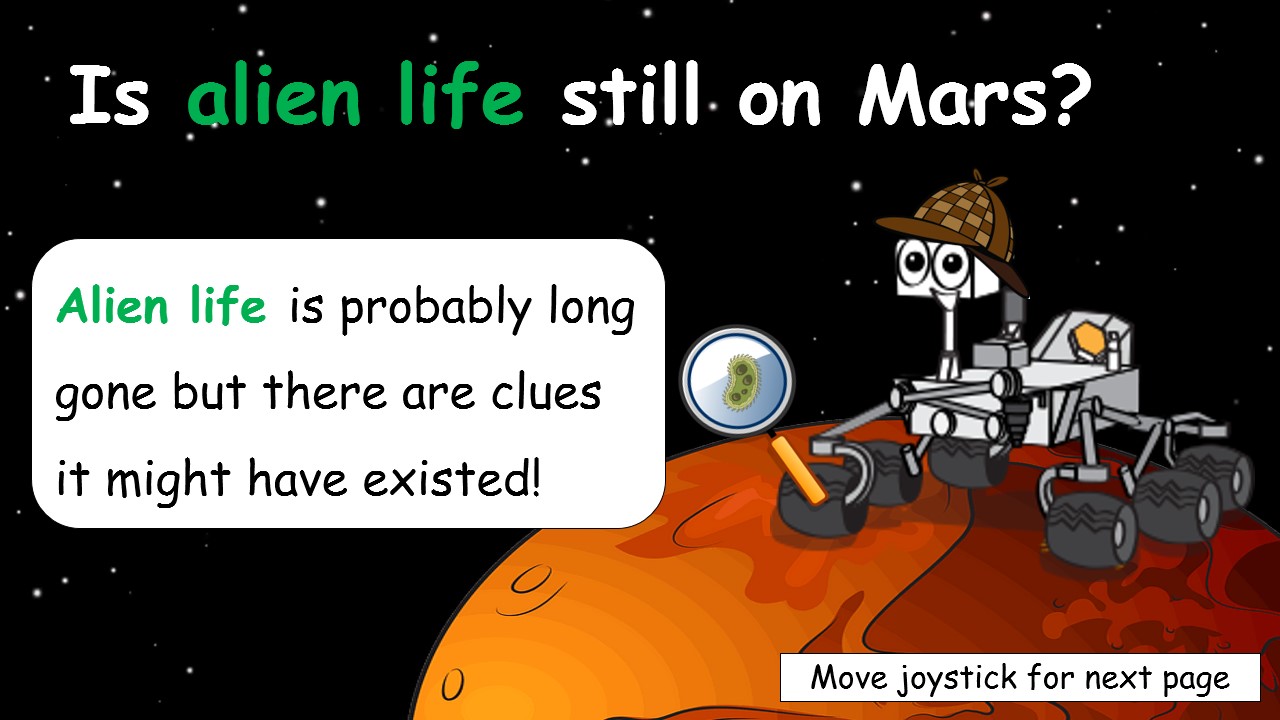 Is alien life still on Mars?
Alien life is probably long
gone but there are clues
it might have existed!
Move joystick for next page